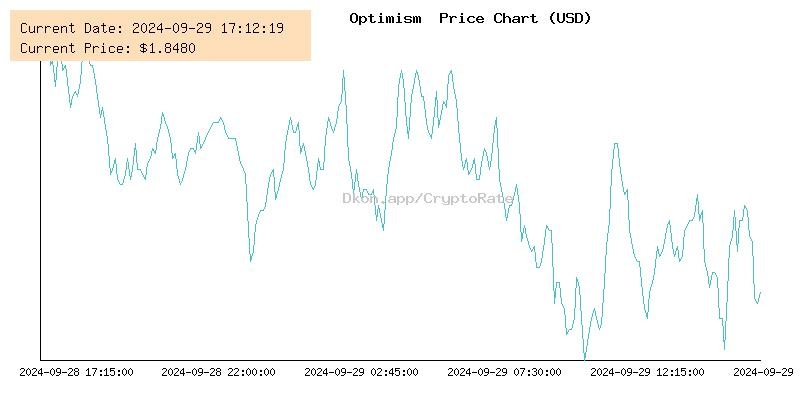 Optimism  Price Chart (USD)
Current Date: 2024-09-29 17:12:19
Current Price: $1.8480
Dkon.app/CryptoRate
2024-09-28 17:15:00 2024-09-28 22:00:00 2024-09-29 02:45:00 2024-09-29 07:30:00 2024-09-29 12:15:00 2024-09-29